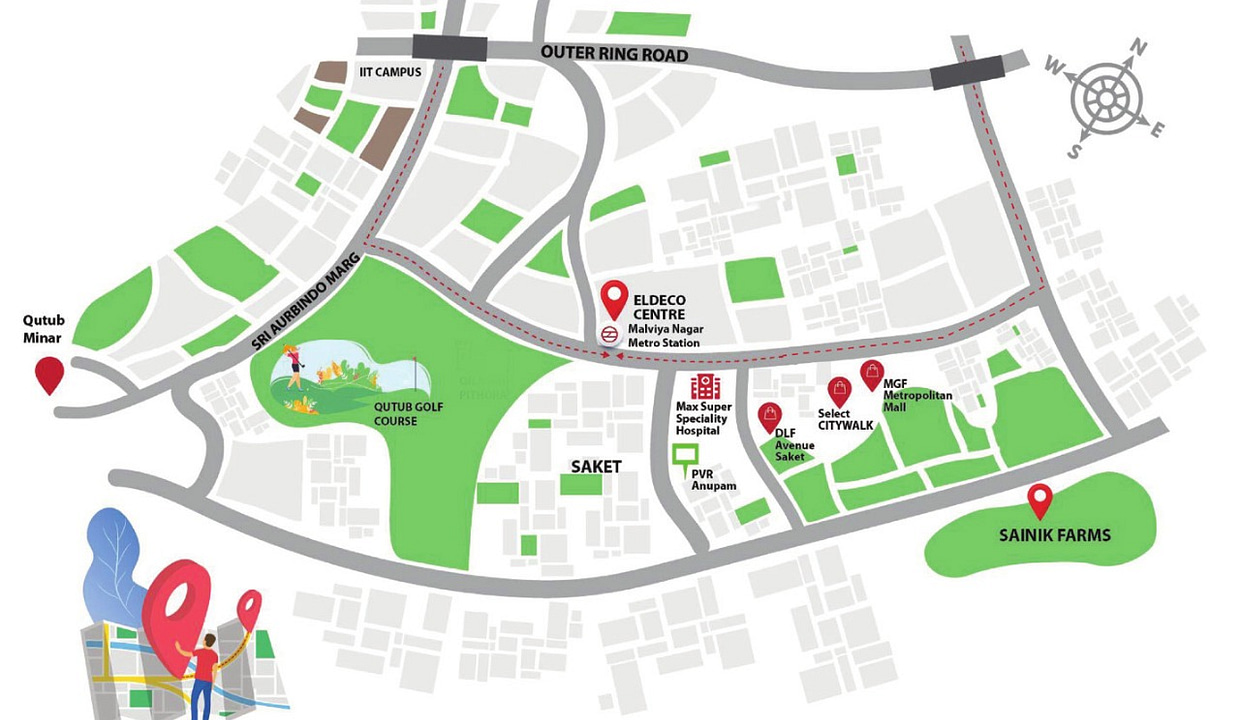 OUTER RING ROAD
IIT CAMPUS
N
W
E
S
SRI AURBINDO MARG
Qutub
Minar
ELDECO
CENTRE
Malviya Nagar
Metro Station
QUTUB GOLF
COURSE
Max Super
Speciality
Hospital
PVR
Anupam
DLF
Avenue
Saket
Select
CITYWALK
MGF
Metropolitan
Mall
SAKET
SAINIK FARMS